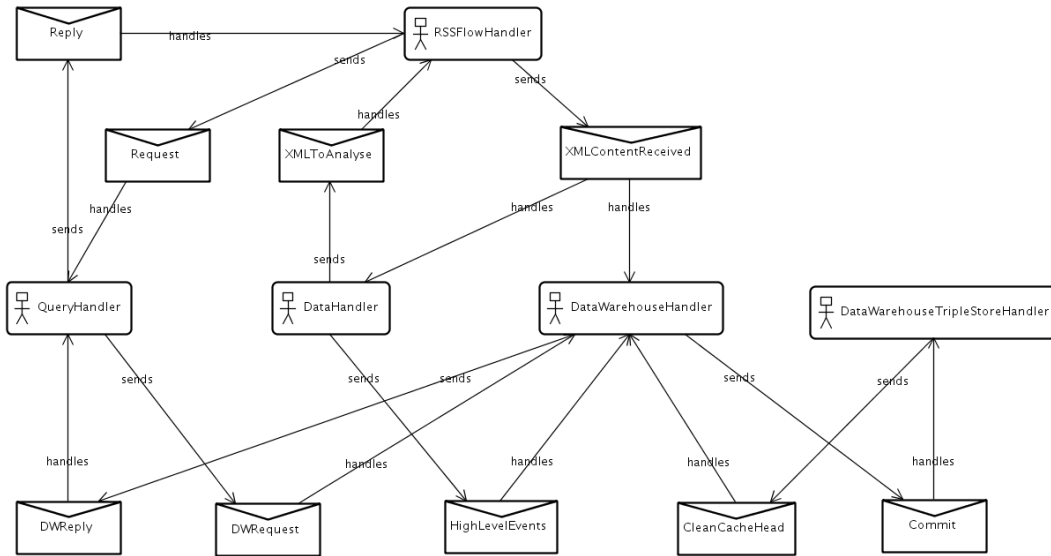 Reply
handles
RSSFlowHandler
sends
sends
handles
Request
XMLToAnalyse
XMLContentReceived
handles
handles
handles
sends
sends
QueryHandler
DataHandler
DataWarehouseHandler
DataWarehouseTripleStoreHandler
sends
sends
sends
sends
sends
handles
handles
handles
handles
handles
DWReply
DWRequest
HighLevelEvents
CleanCacheHead
Commit